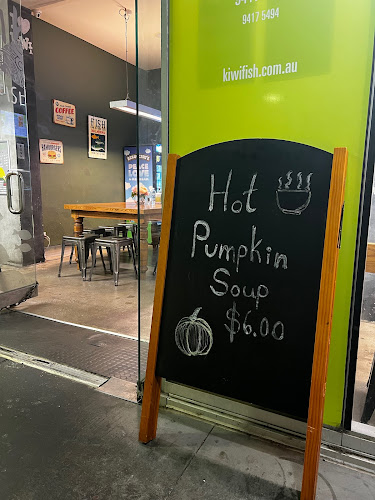 9417 5494
kiwifish.com.au
COFFEE
FISH
Hot
Pumpkin
Soup
$6.00